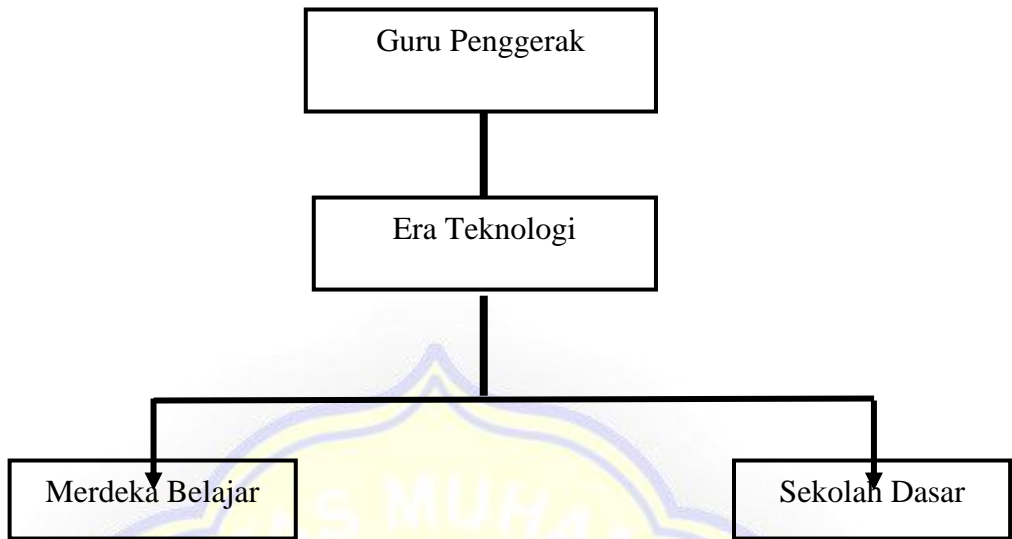 Guru Penggerak
Era Teknologi
Merdeka Belajar
Sekolah Dasar